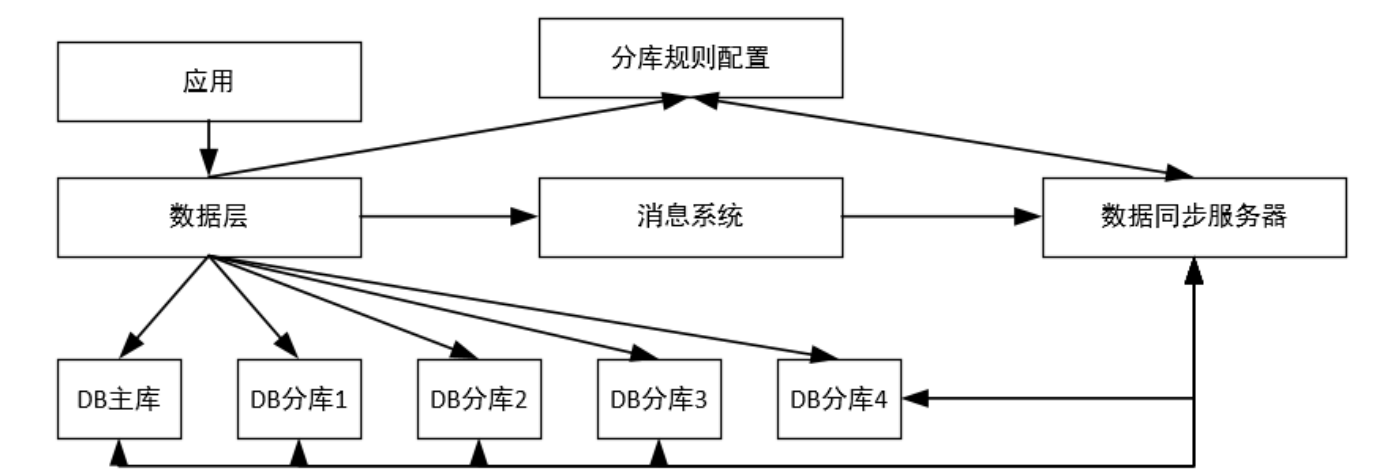 分库规则配置
应用
数据层
消息系统
数据同步服务器
DB主库
DB分库1
DB分库2
DB分库3
DB分库4